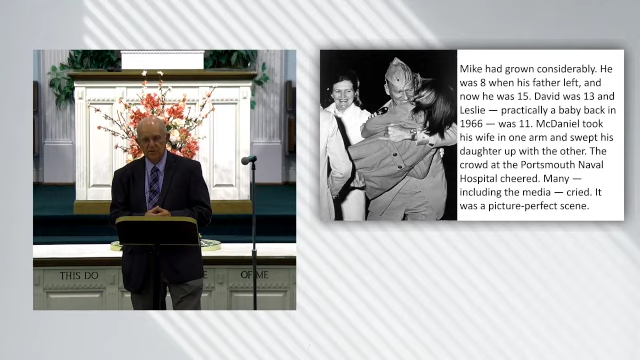 Mike had grown considerably. He
was 8 when his father left, and
now he was 15. David was 13 and
Leslie — practically a baby back in
1966 — was 11. McDaniel took
his wife in one arm and swept his
daughter up with the other. The
crowd at the Portsmouth Naval
Hospital cheered. Many —
including the media — cried. It
was a picture-perfect scene.
THIS DO OF ME